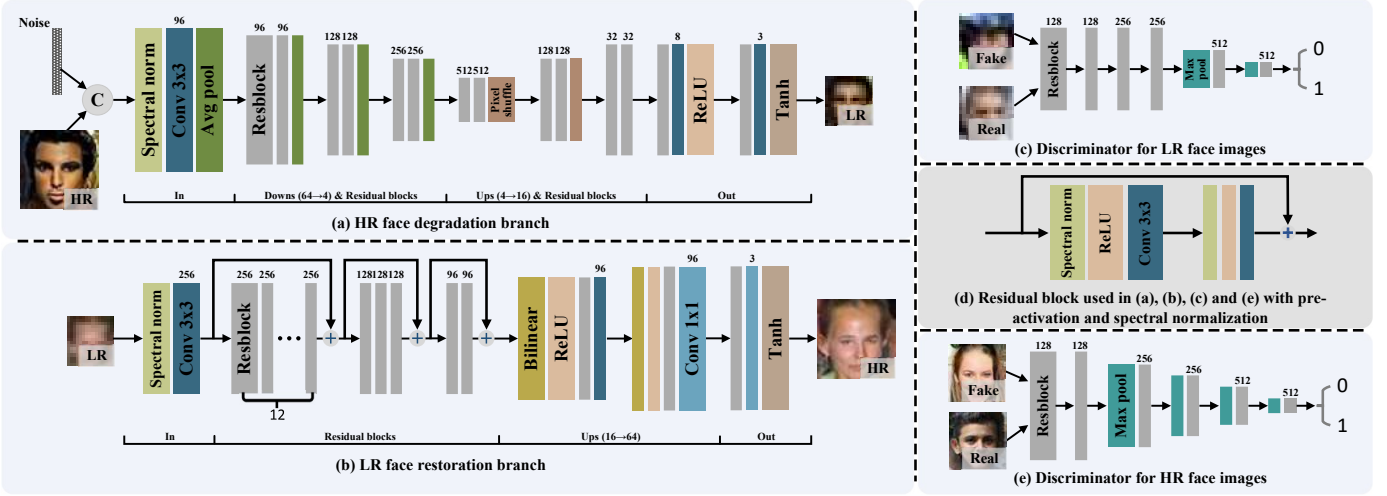 Noise
C
HR
Spectral norm
96
Conv 3x3
Avg pool
96 96
Resblock
128 128
256 256
512 512
Pixel shuffle
128 128
32 32
8
ReLU
3
Tanh
LR
In
Downs (64→4) & Residual blocks
Ups (4→16) & Residual blocks
Out
(a) HR face degradation branch
LR
Spectral norm
256
Conv 3x3
256 256 256
Resblock
•••
12
+
128 128 128
+
96 96
+
Bilinear
ReLU
96
96
Conv 1x1
3
Tanh
HR
In
Residual blocks
Ups (16→64)
Out
(b) LR face restoration branch
Fake
Real
128 128 256 256
Resblock
Max pool
512
512
0
1
(c) Discriminator for LR face images
Spectral norm
ReLU
Conv 3x3
+
(d) Residual block used in (a), (b), (c) and (e) with pre-
activation and spectral normalization
Fake
Real
128 128
Resblock
Max pool
256
256
512
512
0
1
(e) Discriminator for HR face images